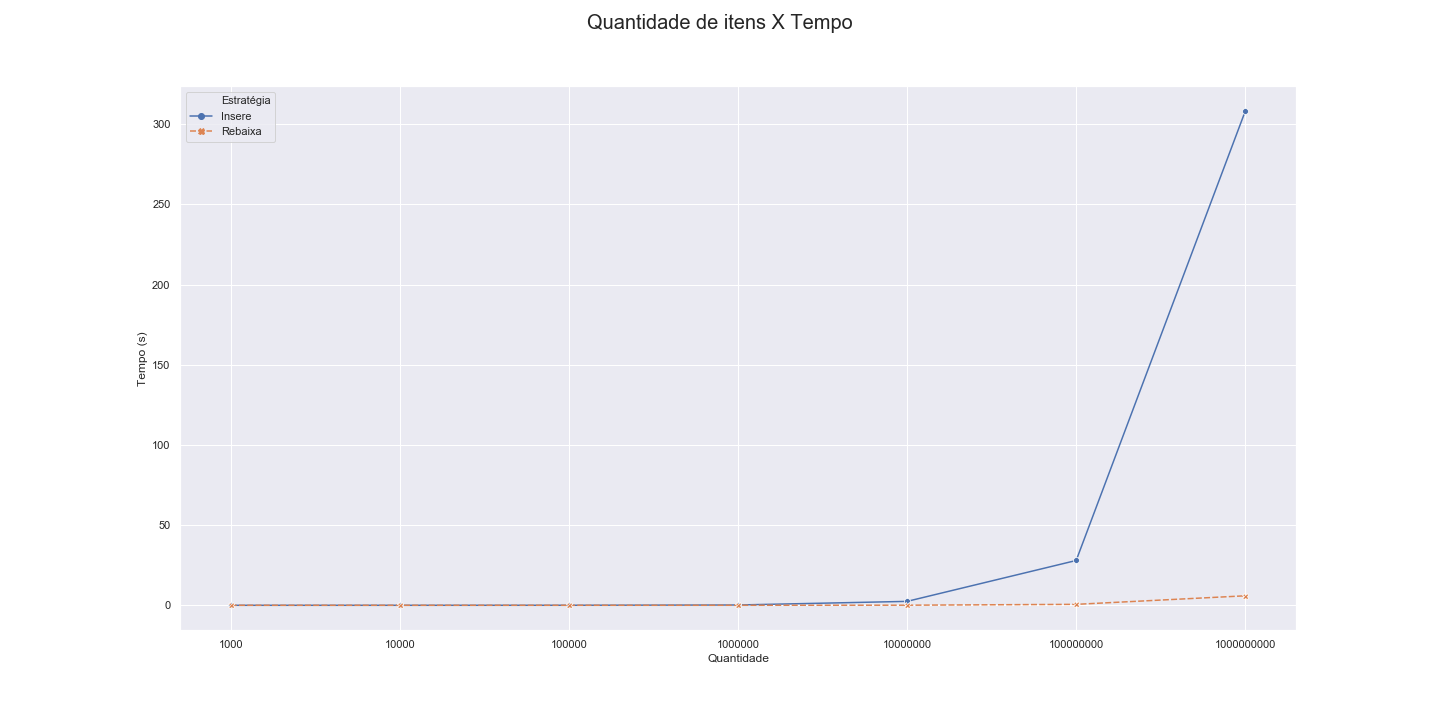 Quantidade de itens X Tempo
Estratégia
Insere
Rebaixa
300
250
200
150
100
50
0
Tempo (s)
1000 10000 100000 1000000 10000000 100000000 1000000000
Quantidade